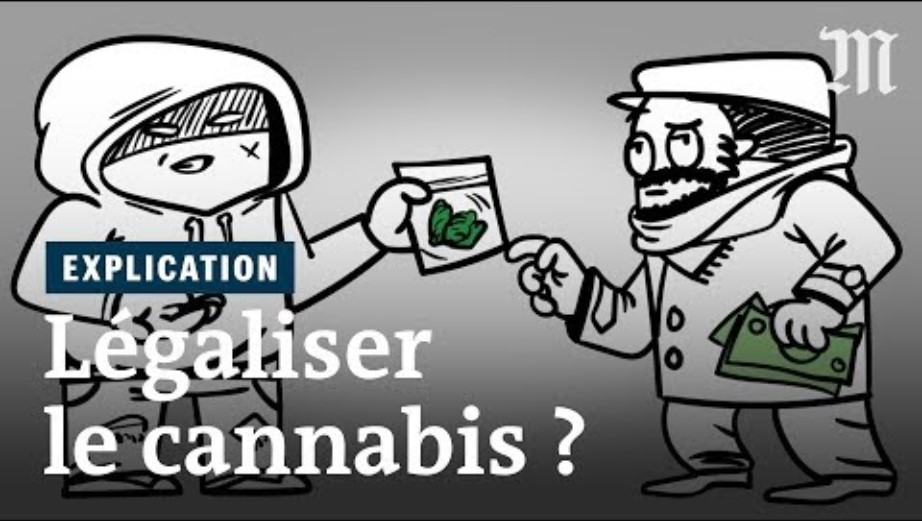 M
EXPLICATION
Légaliser
le cannabis ?